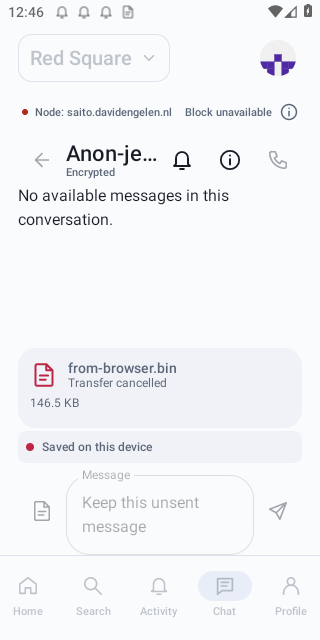 12:46
Red Square
Node: saito.davidengelen.nl Block unavailable
Anon-je...
Encrypted
No available messages in this
conversation.
from-browser.bin
Transfer cancelled
146.5 KB
Saved on this device
Message
Keep this unsent
message
Home Search Activity Chat Profile